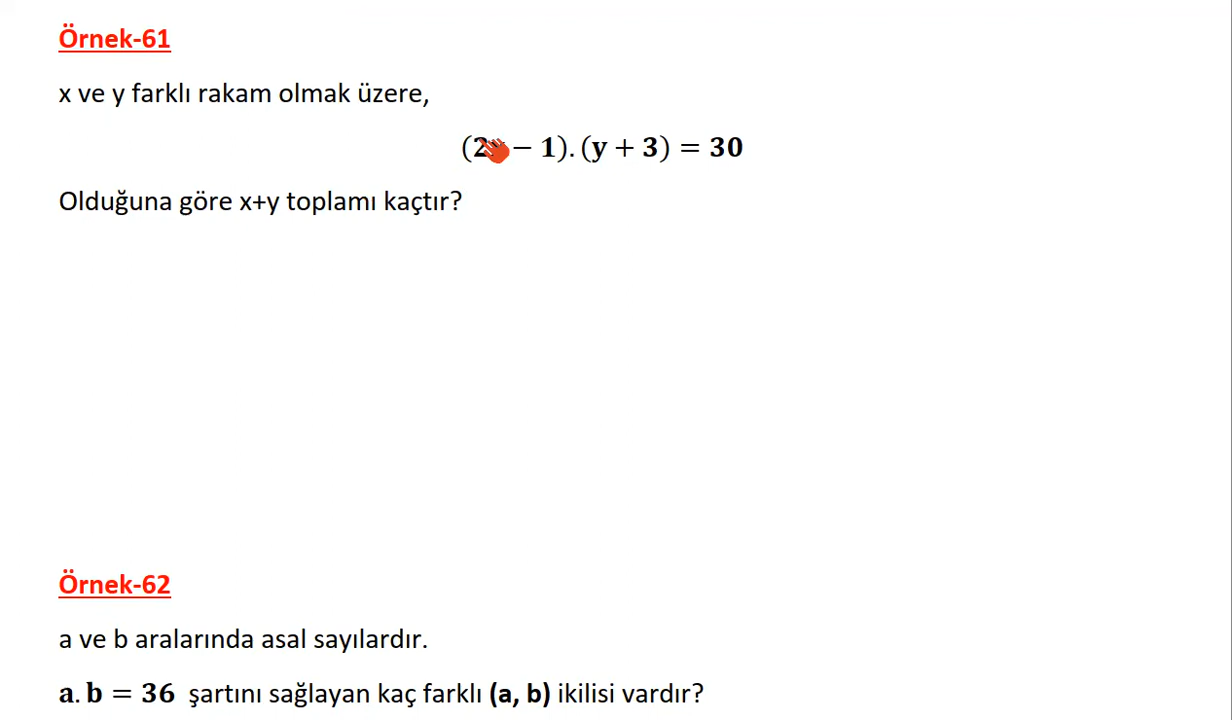 Örnek-61
x ve y farklı rakam olmak üzere,
(2 − 1). (y + 3) = 30
Olduğuna göre x+y toplamı kaçtır?
Örnek-62
a ve b aralarında asal sayılardır.
a. b = 36 şartını sağlayan kaç farklı (a, b) ikilisi vardır?